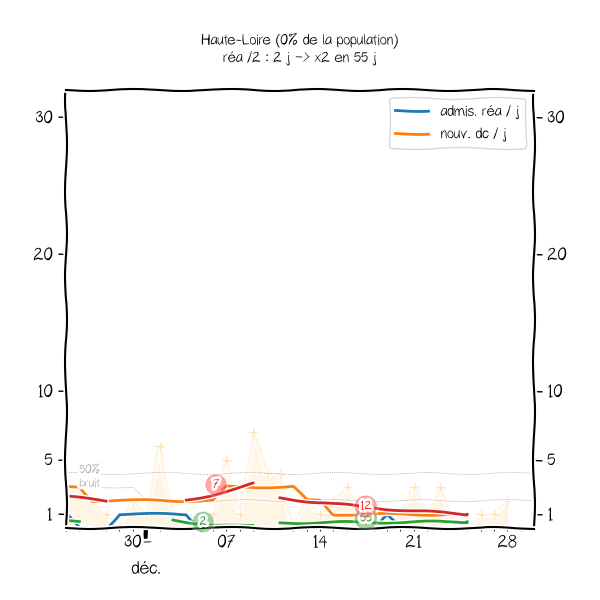 Haute-Loire (0% de la population)
réa /2 : 2 j -> x2 en 55 j
admis. réa / j
nouv. dc / j
30 30
20 20
10 10
5 5
1 1
50%
bruit
7
2
12
55
30 07 14 21 28
déc.